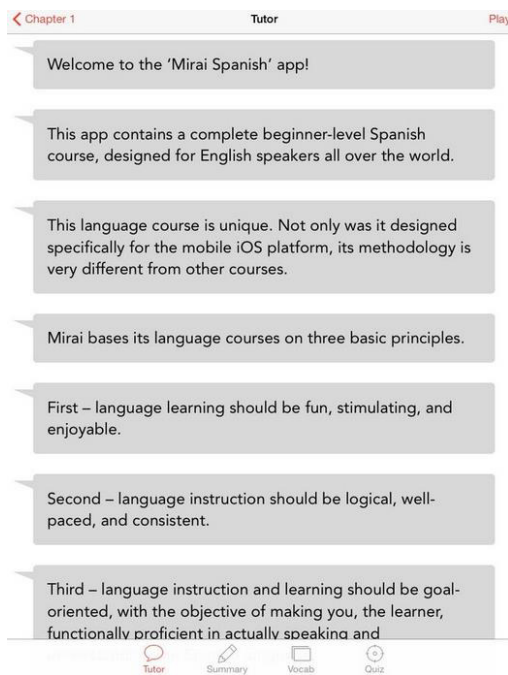 Chapter 1 Tutor Play
Welcome to the ‘Mirai Spanish’ app!
This app contains a complete beginner-level Spanish
course, designed for English speakers all over the world.
This language course is unique. Not only was it designed
specifically for the mobile iOS platform, its methodology is
very different from other courses.
Mirai bases its language courses on three basic principles.
First – language learning should be fun, stimulating, and
enjoyable.
Second – language instruction should be logical, well-
paced, and consistent.
Third – language instruction and learning should be goal-
oriented, with the objective of making you, the learner,
functionally proficient in actually speaking and
Tutor Summary Vocab Quiz